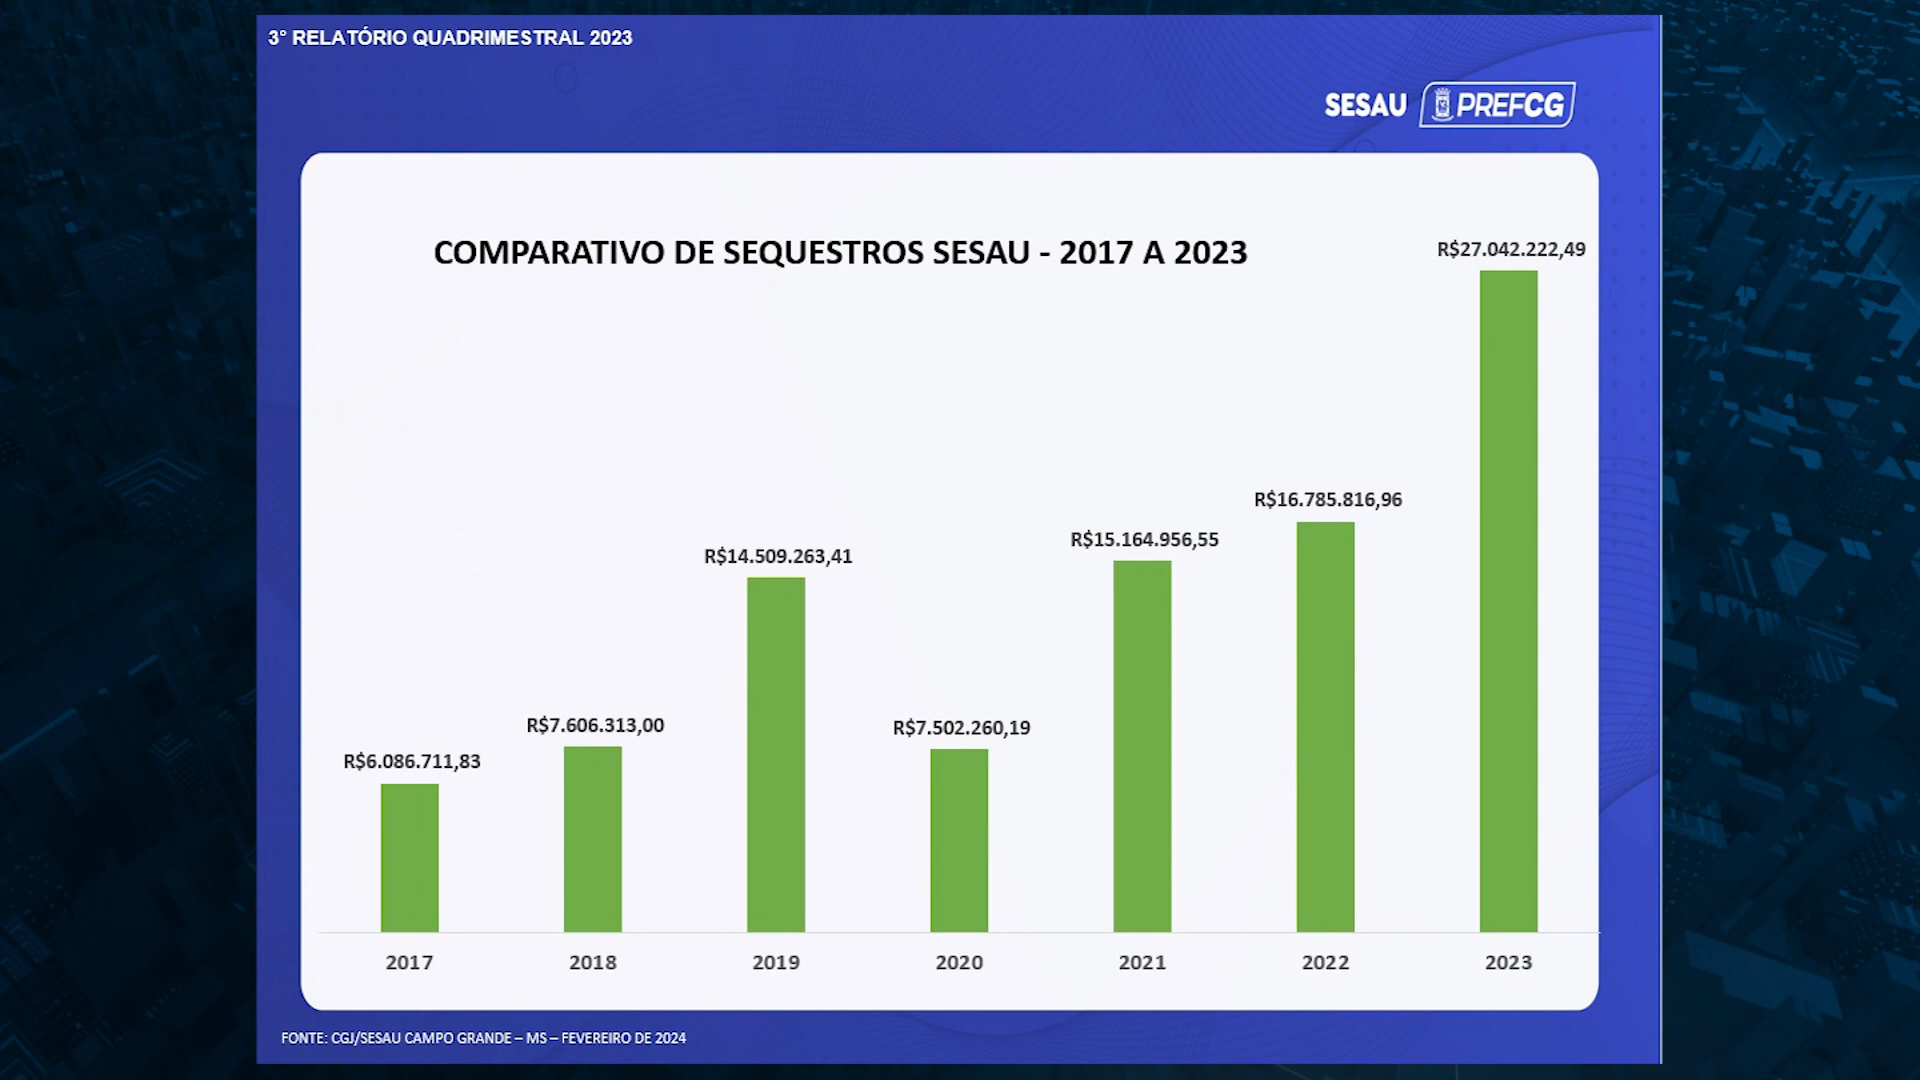 3° RELATÓRIO QUADRIMESTRAL 2023
SESAU PREFCG
COMPARATIVO DE SEQUESTROS SESAU - 2017 A 2023
R$6.086.711,83
R$7.606.313,00
R$14.509.263,41
R$7.502.260,19
R$15.164.956,55
R$16.785.816,96
R$27.042.222,49
2017 2018 2019 2020 2021 2022 2023
FONTE: CGJ/SESAU CAMPO GRANDE – MS – FEVEREIRO DE 2024